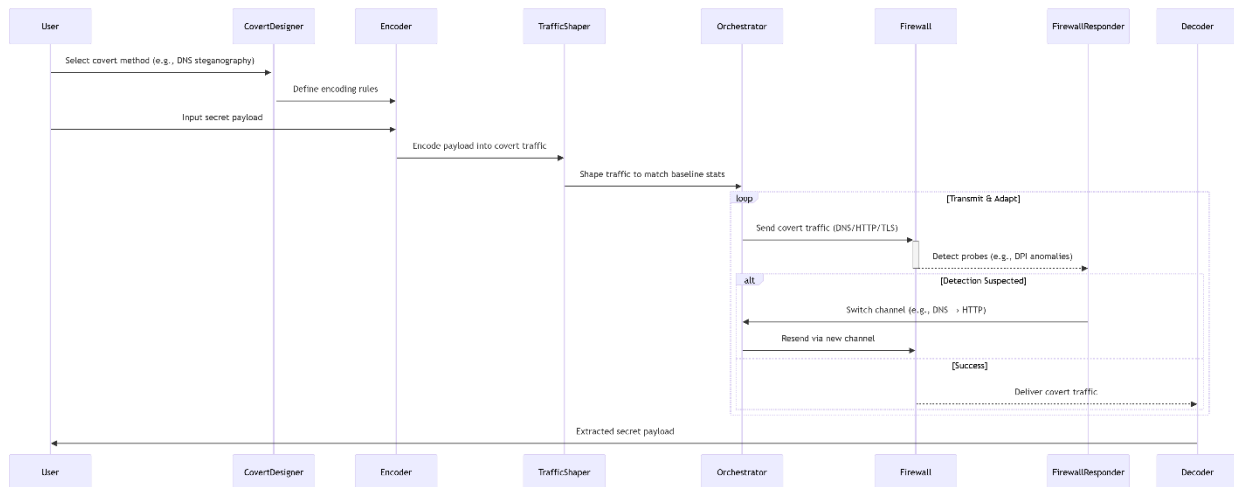 User
CovertDesigner
Encoder
TrafficShaper
Orchestrator
Firewall
FirewallResponder
Decoder
Select covert method (e.g., DNS steganography)
Define encoding rules
Input secret payload
Encode payload into covert traffic
Shape traffic to match baseline stats
loop
[Transmit & Adapt]
Send covert traffic (DNS/HTTP/TLS)
Detect probes (e.g., DPI anomalies)
alt
[Detection Suspected]
Switch channel (e.g., DNS → HTTP)
Resend via new channel
[Success]
Deliver covert traffic
Extracted secret payload
User
CovertDesigner
Encoder
TrafficShaper
Orchestrator
Firewall
FirewallResponder
Decoder